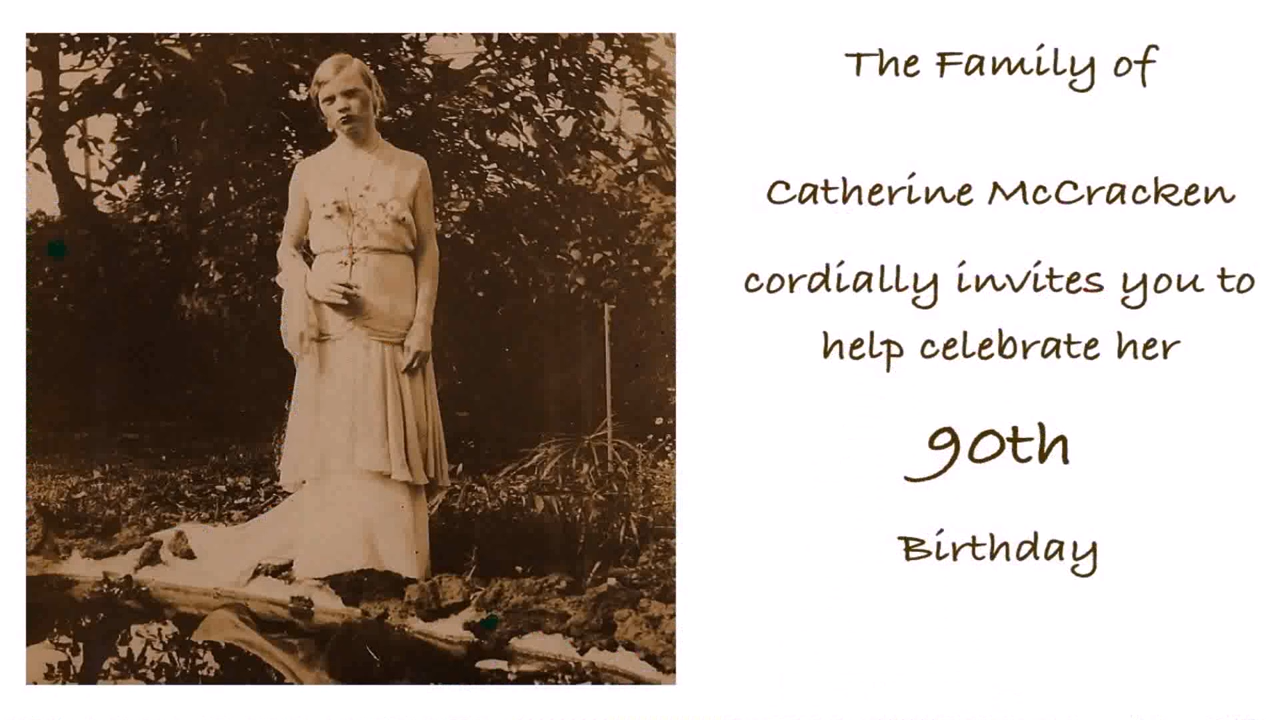 The Family of
Catherine McCracken
cordially invites you to
help celebrate her
90th
Birthday